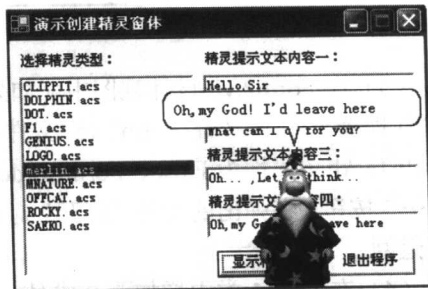 演示创建精灵窗体
选择精灵类型：
CLIPPIT.acs
DOLPHIN.acs
DOT.acs
F1.acs
GENIUS.acs
LOGO.acs
merlin.acs
MNATURE.acs
OFFCAT.acs
ROCKY.acs
SAEKO.acs
精灵提示文本内容一：
Hello,Sir
Oh,my God! I'd leave here
What can I for you?
精灵提示文本内容三：
Oh... ,Let think...
精灵提示文本内容四：
Oh,my G ave here
显示
退出程序